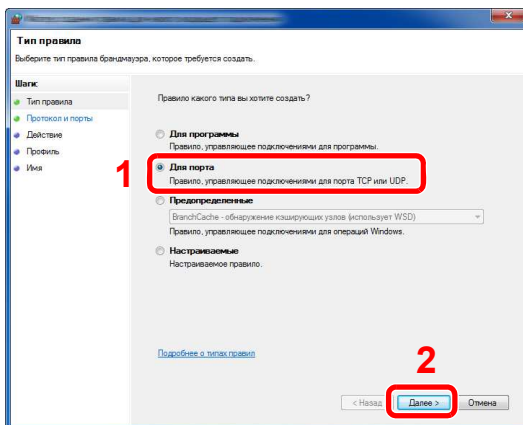 Тип правила
Выберите тип правила брандмауэра, которое требуется создать.
Шаги:
Тип правила
Протокол и порты
Действие
Профиль
Имя
Правило какого типа вы хотите создать?
Для программы
Правило, управляющее подключениями для программы.
1
Для порта
Правило, управляющее подключениями для порта TCP или UDP.
Предопределенные
BranchCache - обнаружение кэширующих узлов (использует WSD)
Правило, управляющее подключениями для операций Windows.
Настраиваемые
Настраиваемое правило.
Подробнее о типах правил
2
< Назад
Далее >
Отмена